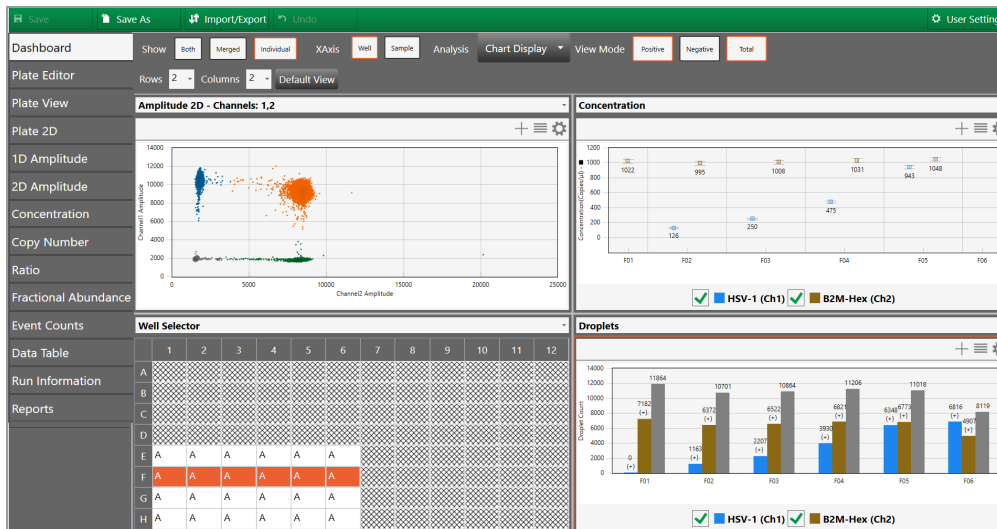 Save Save As Import/Export Undo User Setting
Dashboard
Plate Editor
Plate View
Plate 2D
1D Amplitude
2D Amplitude
Concentration
Copy Number
Ratio
Fractional Abundance
Event Counts
Data Table
Run Information
Reports
Show Both Merged Individual XAxis Well Sample Analysis Chart Display View Mode Positive Negative Total
Rows 2 Columns 2 Default View
Amplitude 2D - Channels: 1,2
14000
12000
10000
8000
6000
4000
2000
0
Channel1 Amplitude
0 5000 10000 15000 20000 25000
Channel2 Amplitude
Concentration
1200
1000
800
600
400
200
0
Concentration(Copies/µl)
1022 995 1008 1031 943 1048
126 250 475
F01 F02 F03 F04 F05 F06
HSV-1 (Ch1) B2M-Hex (Ch2)
Well Selector
1 2 3 4 5 6 7 8 9 10 11 12
A
B
C
D
E A A A A A A
F A A A A A A
G A A A A A A
H A A A A A A
Droplets
14000
12000
10000
8000
6000
4000
2000
0
Droplet Count
11864 10701 10864 11206 11018 8119
0 (+) 7182 (+) 1163 (+) 6372 (+) 2207 (+) 6522 (+) 3930 (+) 6821 (+) 6348 (+) 6773 (+) 6816 (+) 4907 (+)
F01 F02 F03 F04 F05 F06
HSV-1 (Ch1) B2M-Hex (Ch2)